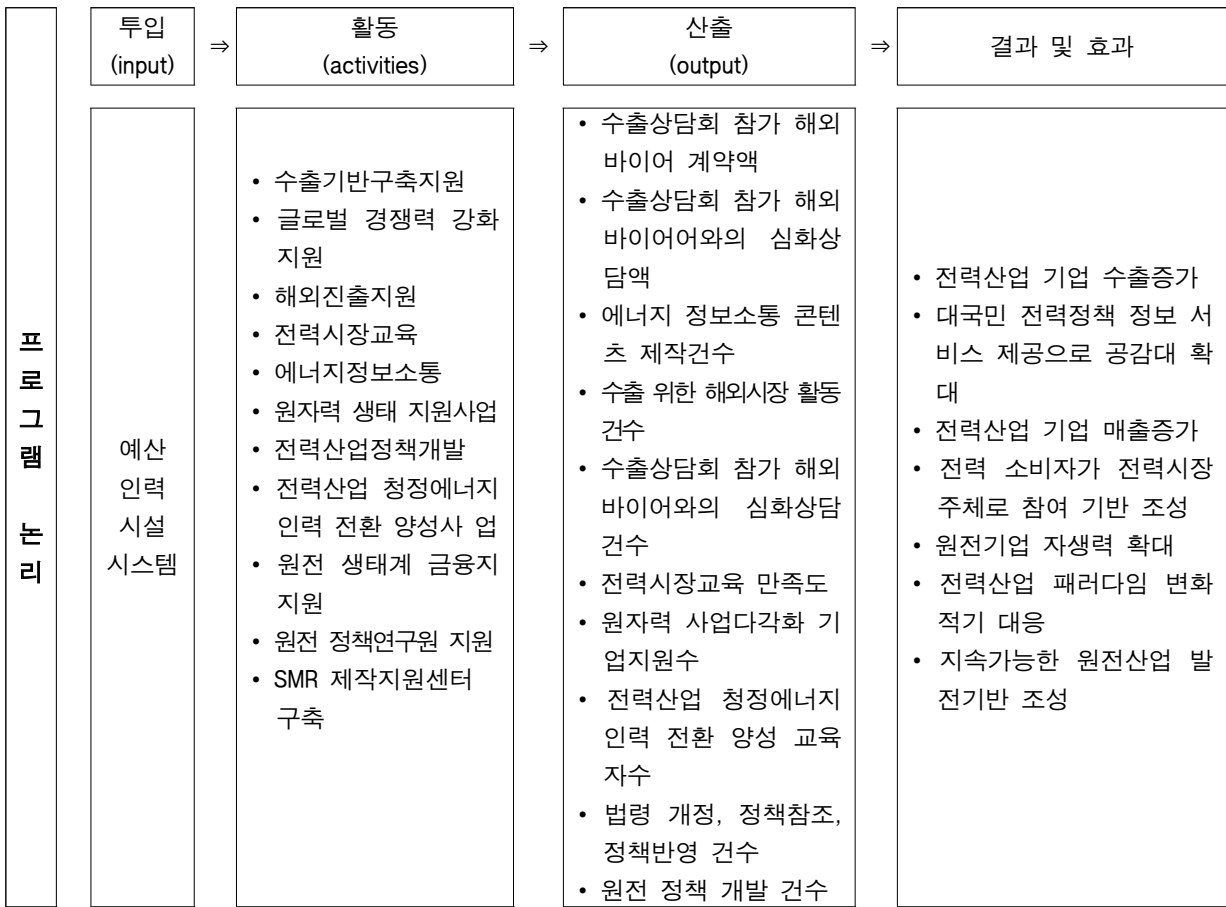 투입
(input)
⇒
활동
(activities)
⇒
산출
(output)
⇒
결과 및 효과
프
로
그
램
논
리
예산
인력
시설
시스템
• 수출기반구축지원
• 글로벌 경쟁력 강화
지원
• 해외진출지원
• 전력시장교육
• 에너지정보소통
• 원자력 생태 지원사업
• 전력산업정책개발
• 전력산업 청정에너지
인력 전환 양성사 업
• 원전 생태계 금융지
지원
• 원전 정책연구원 지원
• SMR 제작지원센터
구축
• 수출상담회 참가 해외
바이어 계약액
• 수출상담회 참가 해외
바이어어와의 심화상
담액
• 에너지 정보소통 콘텐
츠 제작건수
• 수출 위한 해외시장 활동
건수
• 수출상담회 참가 해외
바이어와의 심화상담
건수
• 전력시장교육 만족도
• 원자력 사업다각화 기
업지원수
• 전력산업 청정에너지
인력 전환 양성 교육
자수
• 법령 개정, 정책참조,
정책반영 건수
• 원전 정책 개발 건수
• 전력산업 기업 수출증가
• 대국민 전력정책 정보 서
비스 제공으로 공감대 확
대
• 전력산업 기업 매출증가
• 전력 소비자가 전력시장
주체로 참여 기반 조성
• 원전기업 자생력 확대
• 전력산업 패러다임 변화
적기 대응
• 지속가능한 원전산업 발
전기반 조성